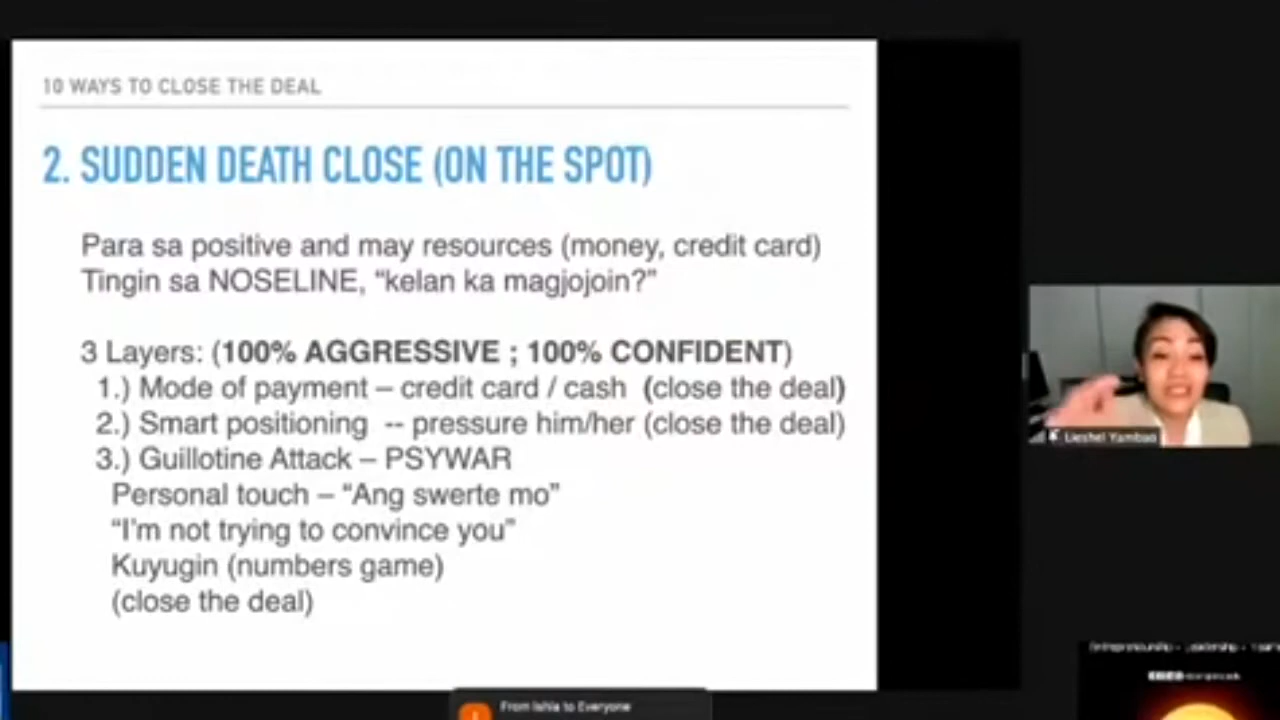 10 WAYS TO CLOSE THE DEAL
2. SUDDEN DEATH CLOSE (ON THE SPOT)
Para sa positive and may resources (money, credit card)
Tingin sa NOSELINE, “kelan ka magjojoin?”
3 Layers: (100% AGGRESSIVE ; 100% CONFIDENT)
1.) Mode of payment – credit card / cash (close the deal)
2.) Smart positioning -- pressure him/her (close the deal)
3.) Guillotine Attack – PSYWAR
Personal touch – “Ang swerte mo”
“I’m not trying to convince you”
Kuyugin (numbers game)
(close the deal)
Lieshel Yambao
Entrepreneurship - Leadership -
From Ishia to Everyone